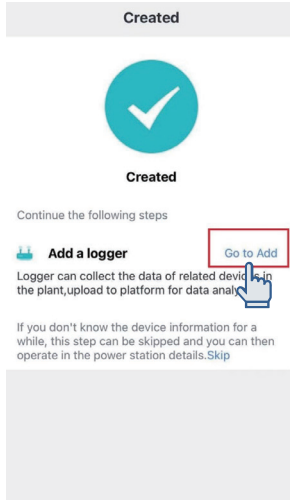 Created
Created
Continue the following steps
Add a logger Go to Add
Logger can collect the data of related devices in
the plant,upload to platform for data
If you don't know the device information for a
while, this step can be skipped and you can then
operate in the power station details.Skip